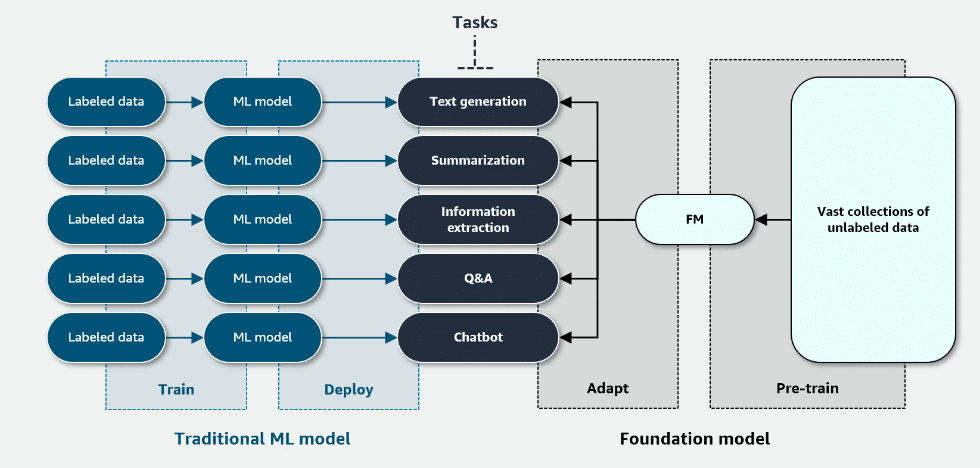 Tasks
Labeled data
ML model
Text generation
Labeled data
ML model
Summarization
Labeled data
ML model
Information
extraction
FM
Vast collections of
unlabeled data
Labeled data
ML model
Q&A
Labeled data
ML model
Chatbot
Train
Deploy
Adapt
Pre-train
Traditional ML model
Foundation model